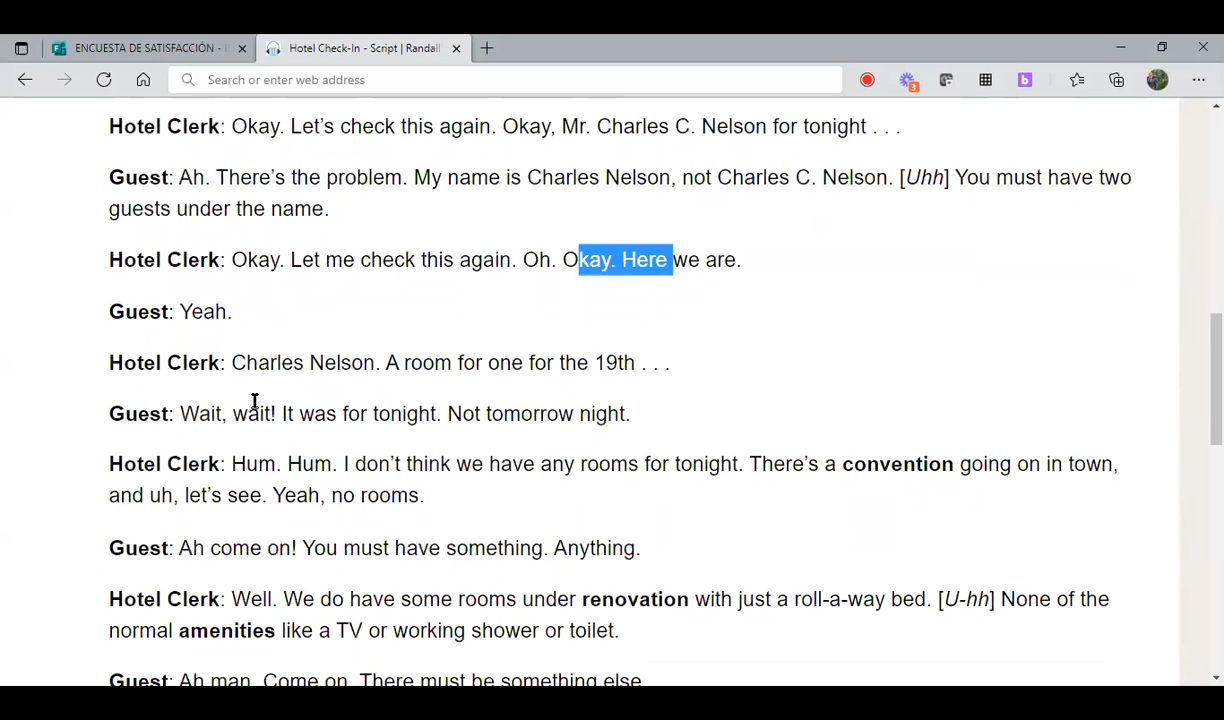 ENCUESTA DE SATISFACCIÓN - I
Hotel Check-In - Script | Randall
Search or enter web address
3
b
Hotel Clerk: Okay. Let’s check this again. Okay, Mr. Charles C. Nelson for tonight . . .
Guest: Ah. There’s the problem. My name is Charles Nelson, not Charles C. Nelson. [Uhh] You must have two
guests under the name.
Hotel Clerk: Okay. Let me check this again. Oh. Okay. Here we are.
Guest: Yeah.
Hotel Clerk: Charles Nelson. A room for one for the 19th . . .
Guest: Wait, wait! It was for tonight. Not tomorrow night.
Hotel Clerk: Hum. Hum. I don’t think we have any rooms for tonight. There’s a convention going on in town,
and uh, let’s see. Yeah, no rooms.
Guest: Ah come on! You must have something. Anything.
Hotel Clerk: Well. We do have some rooms under renovation with just a roll-a-way bed. [U-hh] None of the
normal amenities like a TV or working shower or toilet.
Guest: Ah man. Come on. There must be something else.